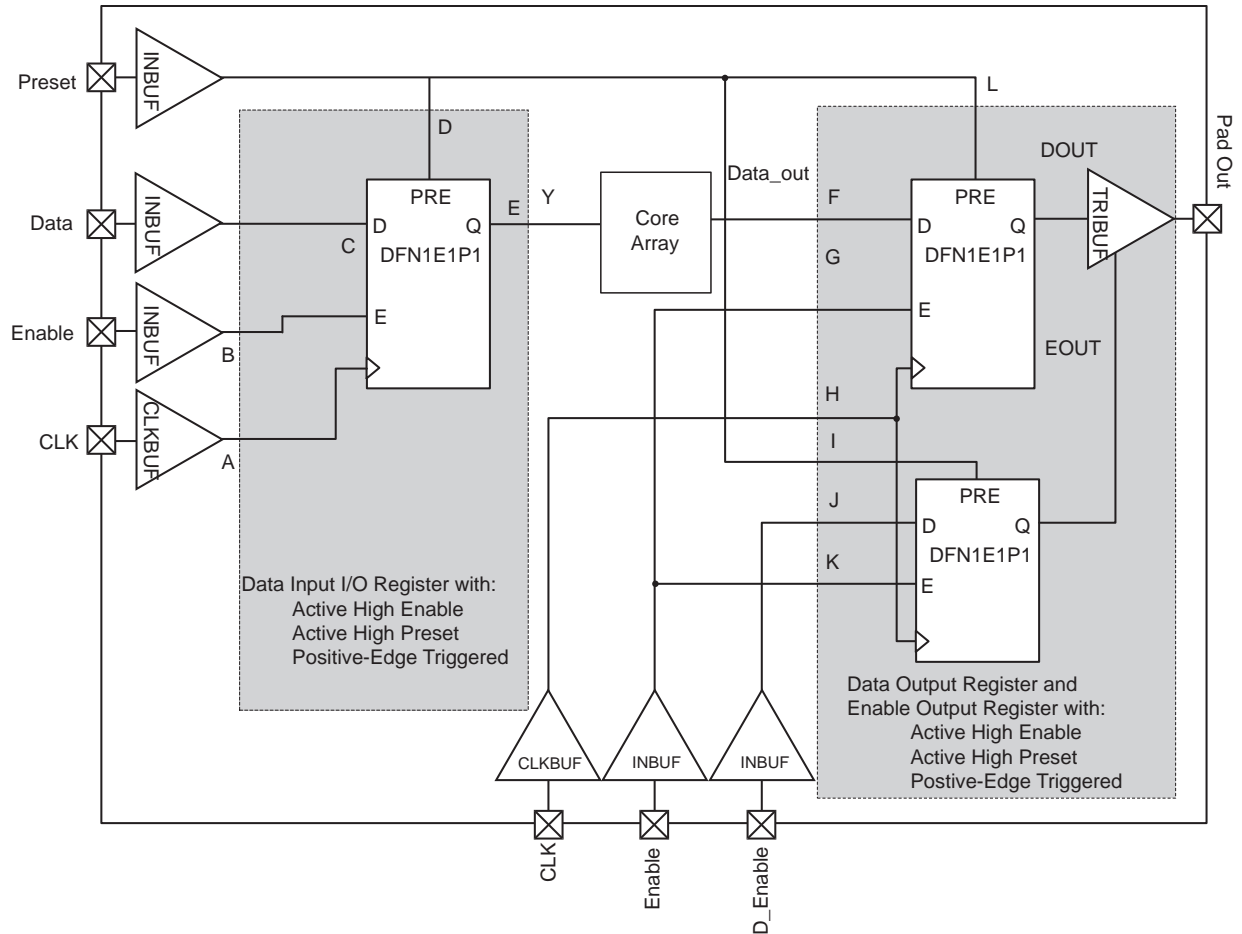 Preset
INBUF
D
L
Pad Out
Data
INBUF
C
PRE
D
Q
DFN1E1P1
E
E
Y
Core
Array
Data_out
F
G
PRE
D
Q
DFN1E1P1
E
DOUT
TRIBUF
EOUT
Enable
INBUF
B
CLK
CLKBUF
A
H
I
J
K
PRE
D
Q
DFN1E1P1
E
Data Input I/O Register with:
Active High Enable
Active High Preset
Positive-Edge Triggered
Data Output Register and
Enable Output Register with:
Active High Enable
Active High Preset
Postive-Edge Triggered
CLKBUF
INBUF
INBUF
CLK
Enable
D_Enable